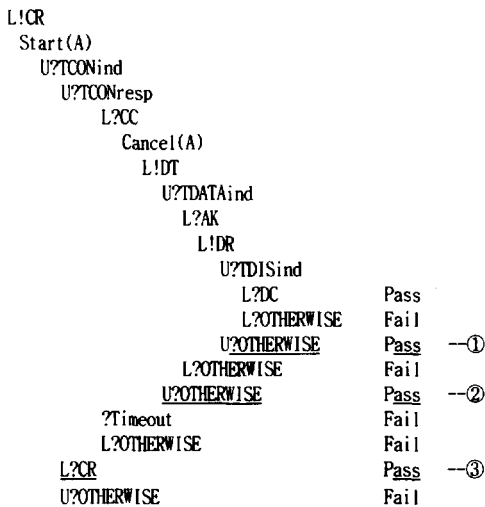 L!CR
Start(A)
U?TCONind
U?TCONresp
L?CC
Cancel(A)
L!DT
U?TDATAind
L?AK
L!DR
U?TDISind
L?DC Pass
L?OTHERWISE Fail
U?OTHERWISE Pass --①
L?OTHERWISE Fail
U?OTHERWISE Pass --②
?Timeout Fail
L?OTHERWISE Fail
L?CR Pass --③
U?OTHERWISE Fail